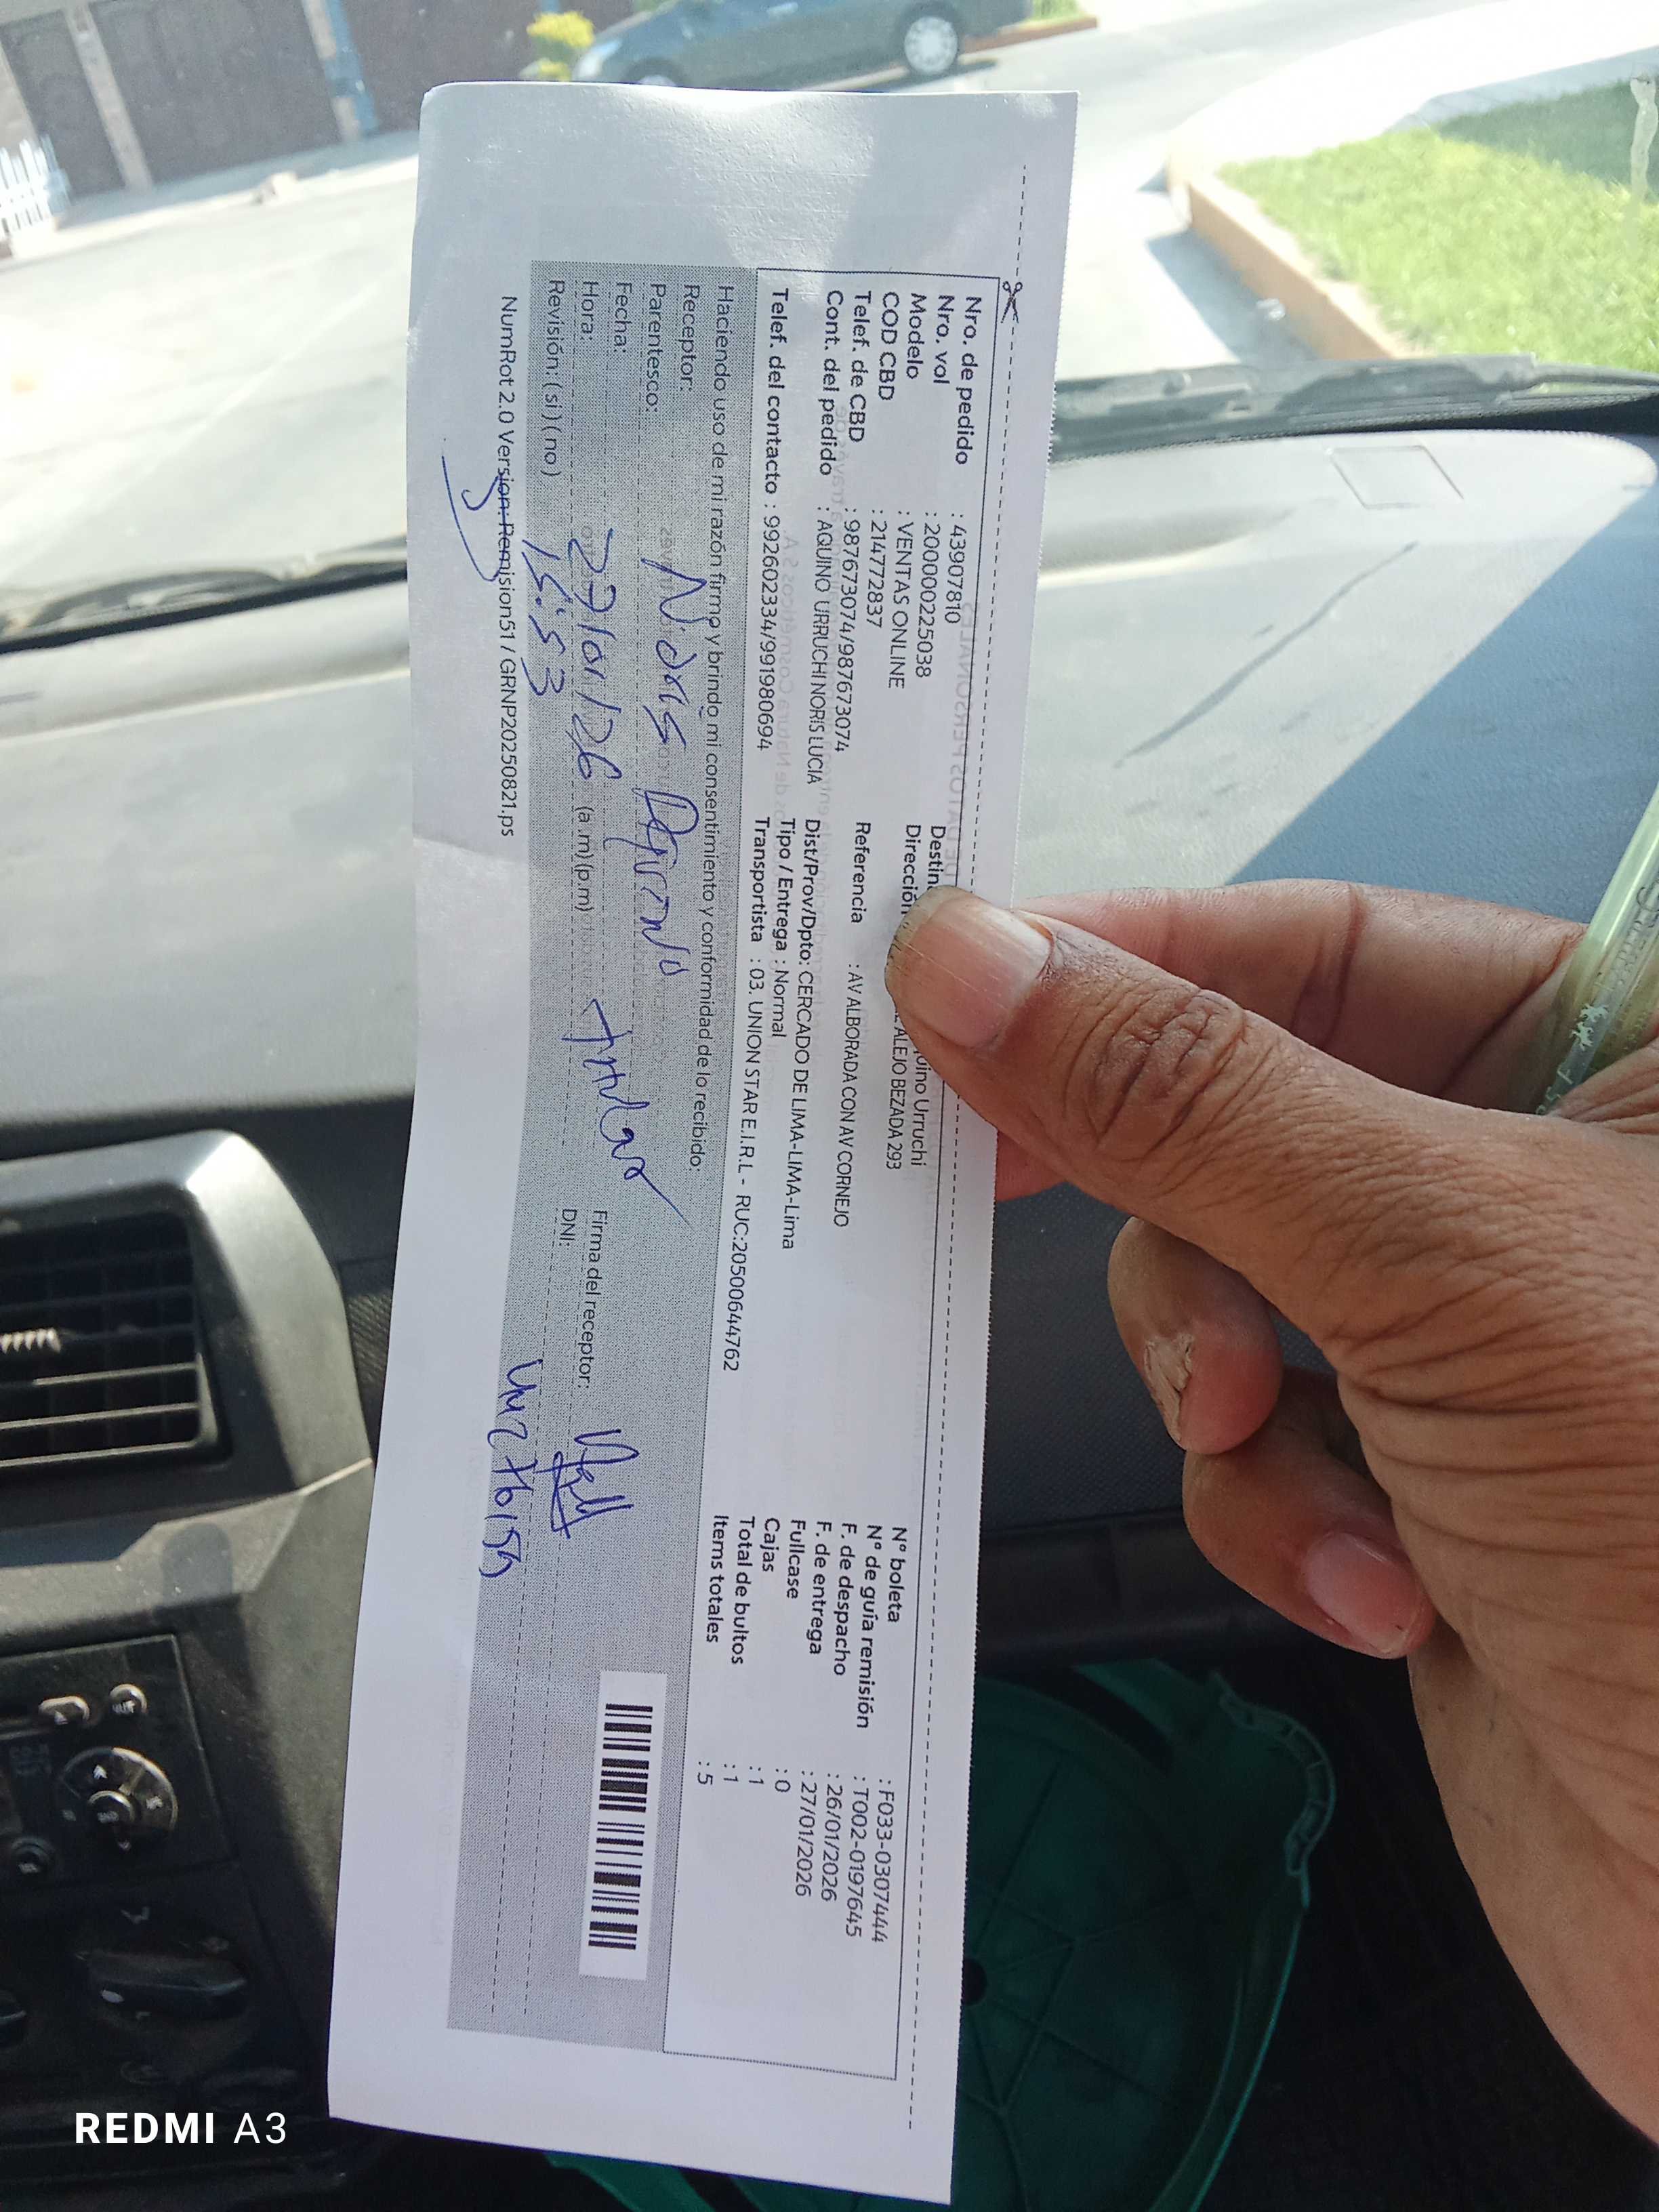 Nro. de pedido : 43907810
Nro. vol : 200000225038
Modelo : VENTAS ONLINE
COD CBD : 214772837
Telef. de CBD : 987673074/987673074
Cont. del pedido : AQUINO URRUCHI NORIS LUCIA
Telef. del contacto : 992602334/991980694
Urruchi
Dirección ALEJO BEZADA 293
Referencia : AV ALBORADA CON AV CORNEJO
Dist/Prov/Dpto: CERCADO DE LIMA-LIMA-Lima
Tipo / Entrega : Normal
Transportista : 03. UNION STAR E.I.R.L - RUC:20500644762
N° boleta : F033-0307444
N° de guía remisión : T002-0197645
F. de despacho : 26/01/2026
F. de entrega : 27/01/2026
Fullcase : 0
Cajas : 1
Total de bultos : 1
Items totales : 5
Haciendo uso de mi razón firmo y brindo mi consentimiento y conformidad de lo recibido:
Receptor: Noris Aquino
Parentesco: titular
Fecha: 27/01/26
Hora: 15:53 (a.m) (p.m)
Revisión: ( si ) ( no )
Firma del receptor:
DNI:
NumRot 2.0 Version: Remision51 / GRNP20250821.ps
REDMI A3